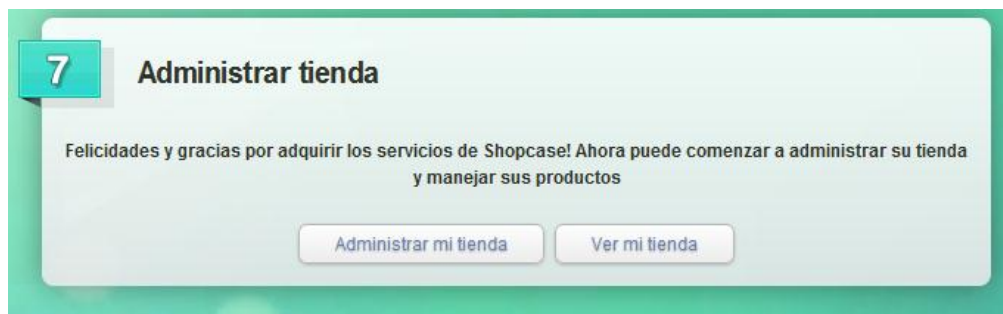 7
Administrar tienda
Felicidades y gracias por adquirir los servicios de Shopcase! Ahora puede comenzar a administrar su tienda
y manejar sus productos
Administrar mi tienda
Ver mi tienda